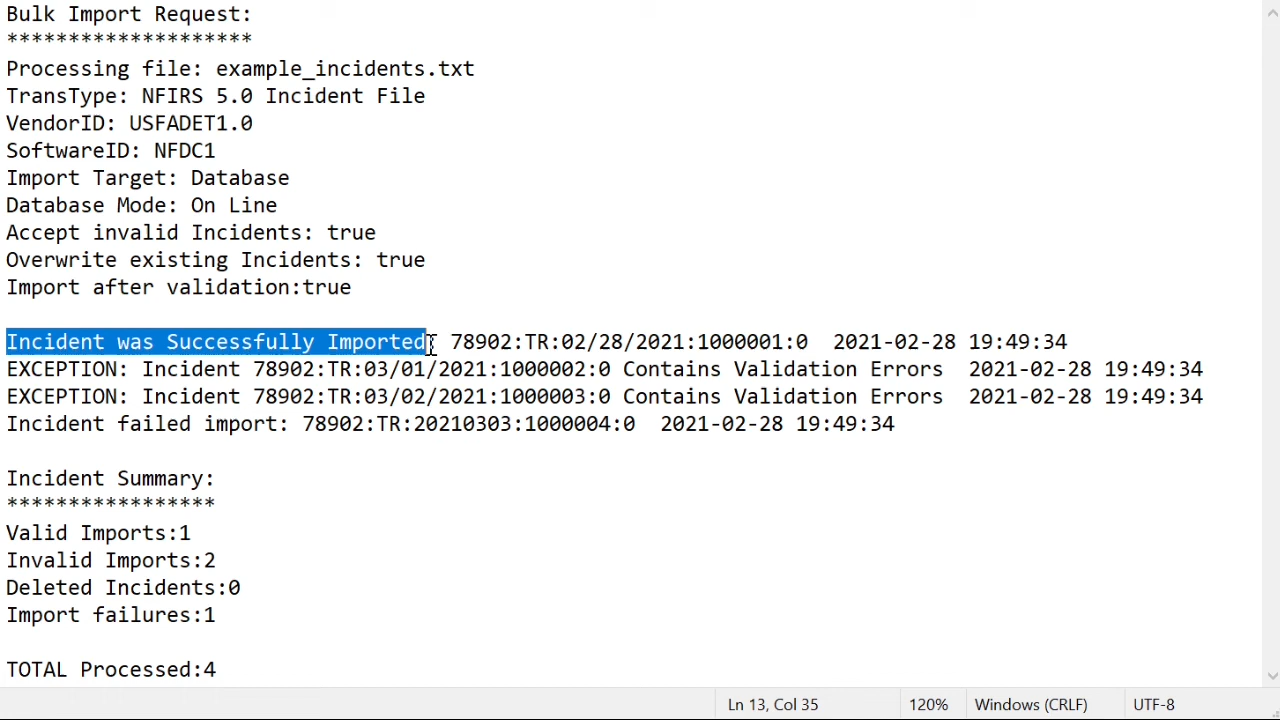 Bulk Import Request:
********************
Processing file: example_incidents.txt
TransType: NFIRS 5.0 Incident File
VendorID: USFADET1.0
SoftwareID: NFDC1
Import Target: Database
Database Mode: On Line
Accept invalid Incidents: true
Overwrite existing Incidents: true
Import after validation:true
Incident was Successfully Imported: 78902:TR:02/28/2021:1000001:0  2021-02-28 19:49:34
EXCEPTION: Incident 78902:TR:03/01/2021:1000002:0 Contains Validation Errors  2021-02-28 19:49:34
EXCEPTION: Incident 78902:TR:03/02/2021:1000003:0 Contains Validation Errors  2021-02-28 19:49:34
Incident failed import: 78902:TR:20210303:1000004:0  2021-02-28 19:49:34
Incident Summary:
*****************
Valid Imports:1
Invalid Imports:2
Deleted Incidents:0
Import failures:1
TOTAL Processed:4
Ln 13, Col 35 120% Windows (CRLF) UTF-8